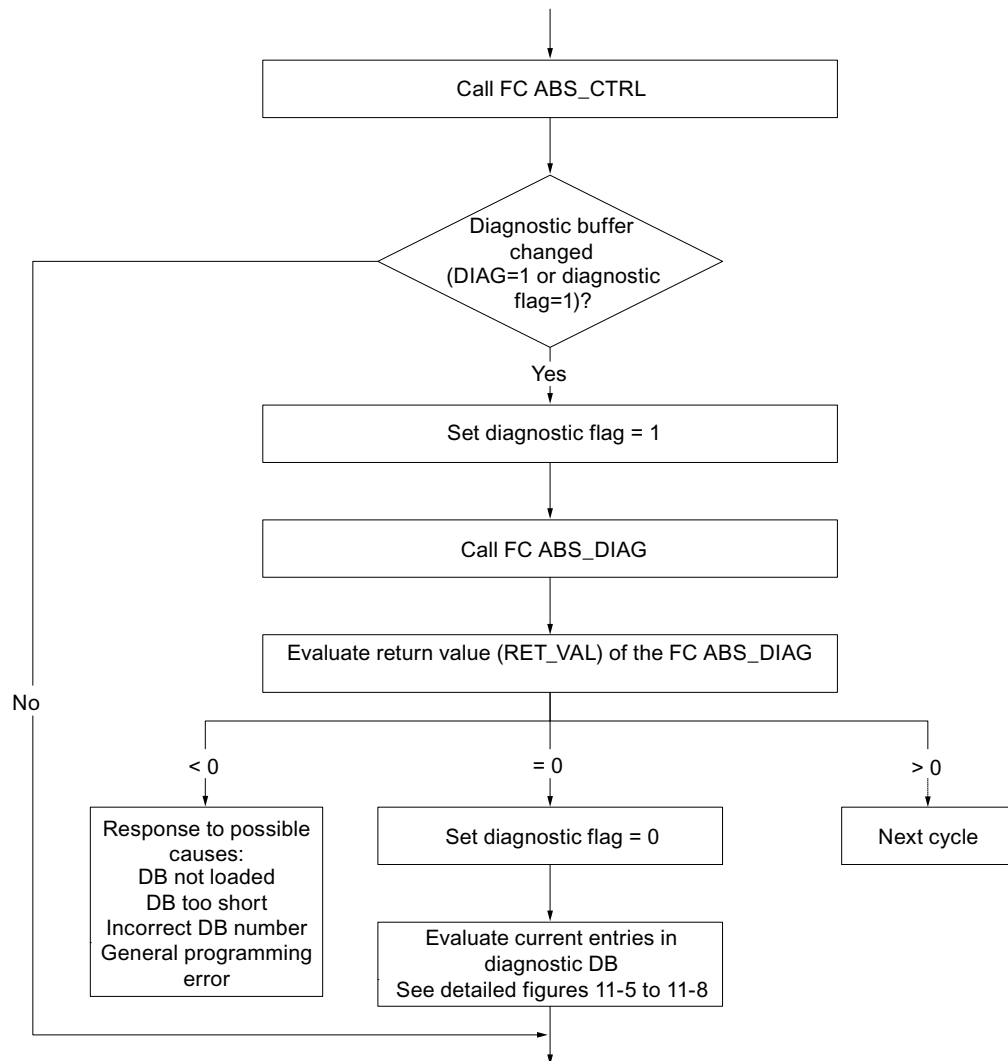 Call FC ABS_CTRL
Diagnostic buffer
changed
(DIAG=1 or diagnostic
flag=1)?
Yes
Set diagnostic flag = 1
Call FC ABS_DIAG
Evaluate return value (RET_VAL) of the FC ABS_DIAG
No
< 0
= 0
> 0
Response to possible
causes:
DB not loaded
DB too short
Incorrect DB number
General programming
error
Set diagnostic flag = 0
Next cycle
Evaluate current entries in
diagnostic DB
See detailed figures 11-5 to 11-8